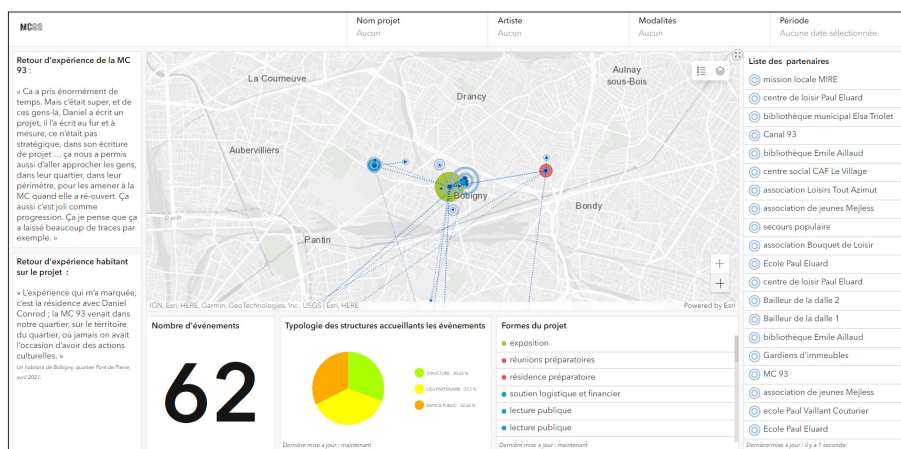 MC93
Nom projet
Aucun
Artiste
Aucun
Modalités
Aucun
Période
Aucune date sélectionnée
Retour d'expérience de la MC
93 :
« Ca a pris énormément de
temps. Mais c'était super, et de
ces gens-là, Daniel a écrit un
projet, il l'a écrit au fur et à
mesure, ce n'était pas
stratégique, dans son écriture
de projet ... ça nous a permis
aussi d'aller approcher les gens,
dans leur quartier, dans leur
périmètre, pour les amener à la
MC quand elle a ré-ouvert. Ça
aussi c'est joli comme
progression. Ça je pense que ça
a laissé beaucoup de traces par
exemple. »
Retour d'expérience habitant
sur le projet :
« L'expérience qui m'a marquée,
c'est la résidence avec Daniel
Conrod ; la MC 93 venait dans
notre quartier, sur le territoire
du quartier, où jamais on avait
l'occasion d'avoir des actions
culturelles. »
Un habitant de Bobigny, quartier Pont de Pierre,
avril 2021.
La Courneuve
Aulnay
sous-Bois
Drancy
Aubervilliers
Bobigny
Bondy
Paris
Pantin
IGN, Esri, HERE, Garmin, GeoTechnologies, Inc., USGS | Esri, HERE
Powered by Esri
Nombre d'événements
62
Typologie des structures accueillants les événements
STRUCTURE
LIEU PARTENAIRE
ESPACE PUBLIC
Dernière mise à jour : maintenant
Formes du projet
exposition
réunions préparatoires
résidence préparatoire
soutien logistique et financier
lecture publique
lecture publique
Dernière mise à jour : maintenant
Liste des partenaires
mission locale MIRE
centre de loisir Paul Eluard
bibliothèque municipal Elsa Triolet
Canal 93
bibliothèque Emile Aillaud
centre social CAF Le Village
association Loisirs Tout Azimut
association de jeunes Mejless
secours populaire
association Bouquet de Loisir
Ecole Paul Eluard
centre de loisir Paul Eluard
Bailleur de la dalle 2
Bailleur de la dalle 1
bibliothèque Emile Aillaud
Gardiens d'immeubles
MC 93
association de jeunes Mejless
ecole Paul Vaillant Couturier
Ecole Paul Eluard
Dernière mise à jour : il y a 1 seconde